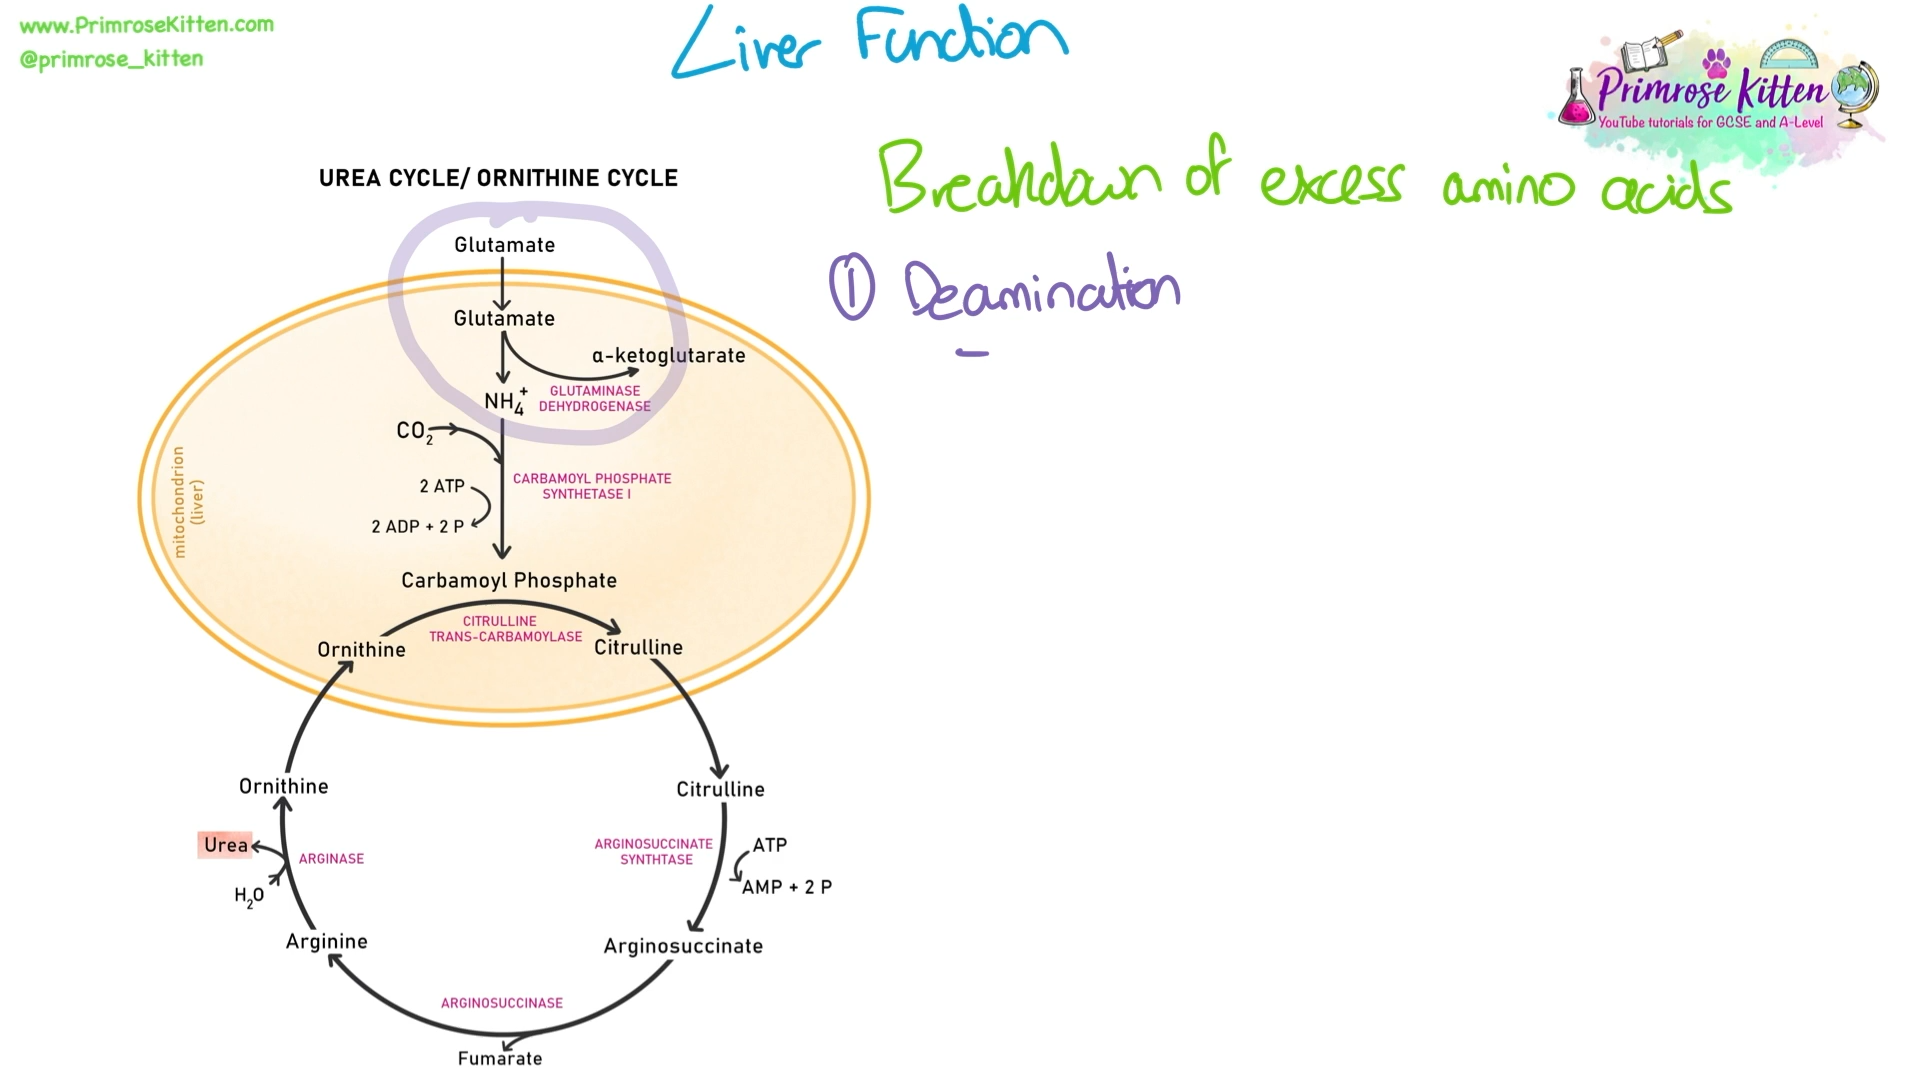 www.PrimroseKitten.com
@primrose_kitten
Liver Function
Primrose Kitten
YouTube tutorials for GCSE and A-Level
UREA CYCLE/ ORNITHINE CYCLE
Breakdown of excess amino acids
① Deamination
Glutamate
Glutamate
α-ketoglutarate
NH₄⁺
GLUTAMINASE
DEHYDROGENASE
CO₂
mitochondrion
(liver)
2 ATP
CARBAMOYL PHOSPHATE
SYNTHETASE I
2 ADP + 2 P
Carbamoyl Phosphate
CITRULLINE
TRANS-CARBAMOYLASE
Ornithine
Citrulline
Ornithine
Citrulline
Urea
ARGINASE
H₂O
ARGINOSUCCINATE
SYNTHTASE
ATP
AMP + 2 P
Arginine
Arginosuccinate
ARGINOSUCCINASE
Fumarate